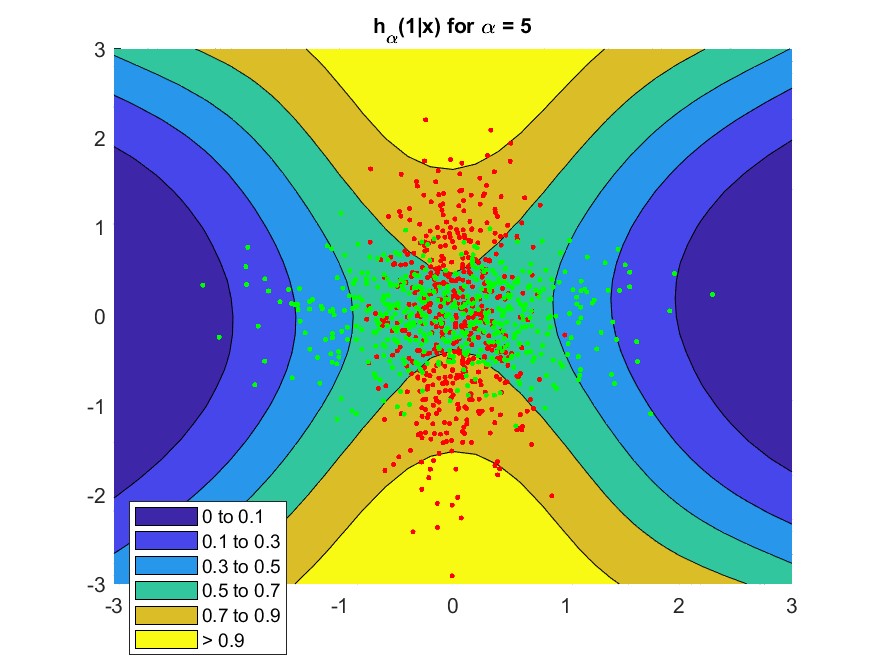 h_α(1|x) for α = 5
3
2
1
0
-1
-2
-3
-3 -1 0 1 2 3
0 to 0.1
0.1 to 0.3
0.3 to 0.5
0.5 to 0.7
0.7 to 0.9
> 0.9